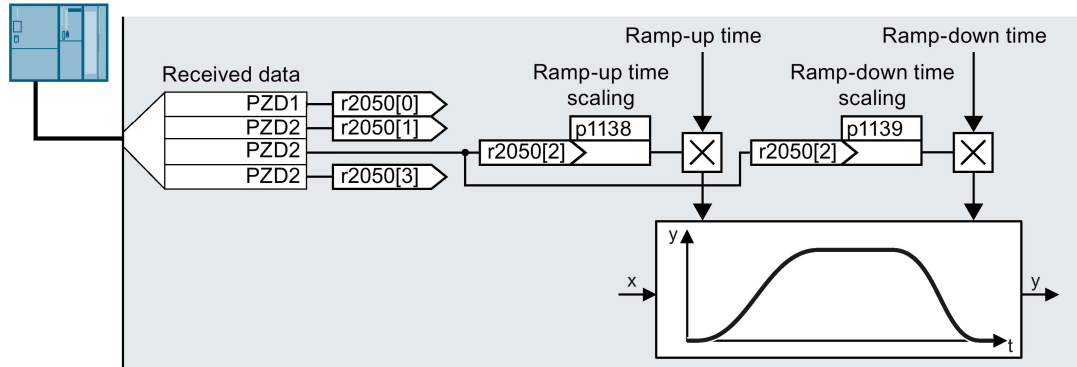 Ramp-up time
Ramp-down time
Received data
Ramp-up time
scaling
Ramp-down time
scaling
PZD1
r2050[0]
PZD2
r2050[1]
p1138
p1139
PZD2
r2050[2]
r2050[2]
PZD2
r2050[3]
y
x
y
t